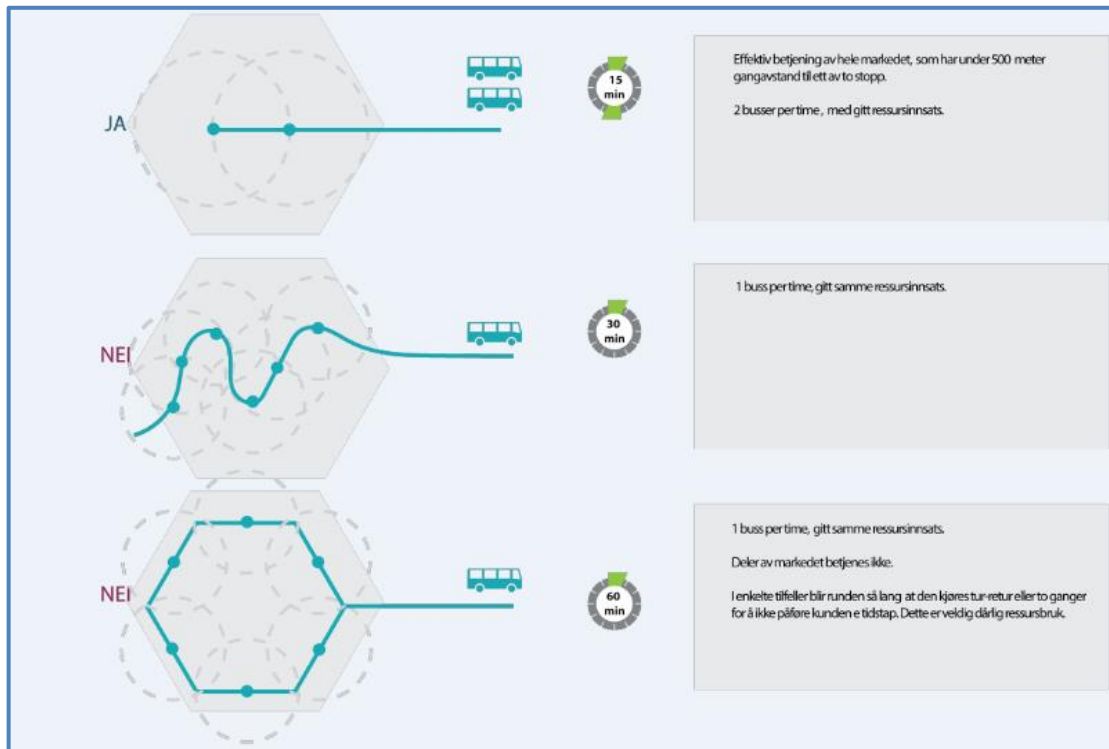 JA
15
min
Effektiv betjening av hele markedet, som har under 500 meter
gangavstand til ett av to stopp.
2 busser per time, med gitt ressursinnsats.
NEI
30
min
1 buss per time, gitt samme ressursinnsats.
NEI
60
min
1 buss per time, gitt samme ressursinnsats.
Deler av markedet betjenes ikke.
I enkelte tilfeller blir runden så lang at den kjøres tur-retur eller to ganger
for å ikke påføre kunden e tidstap. Dette er veldig dårlig ressursbruk.